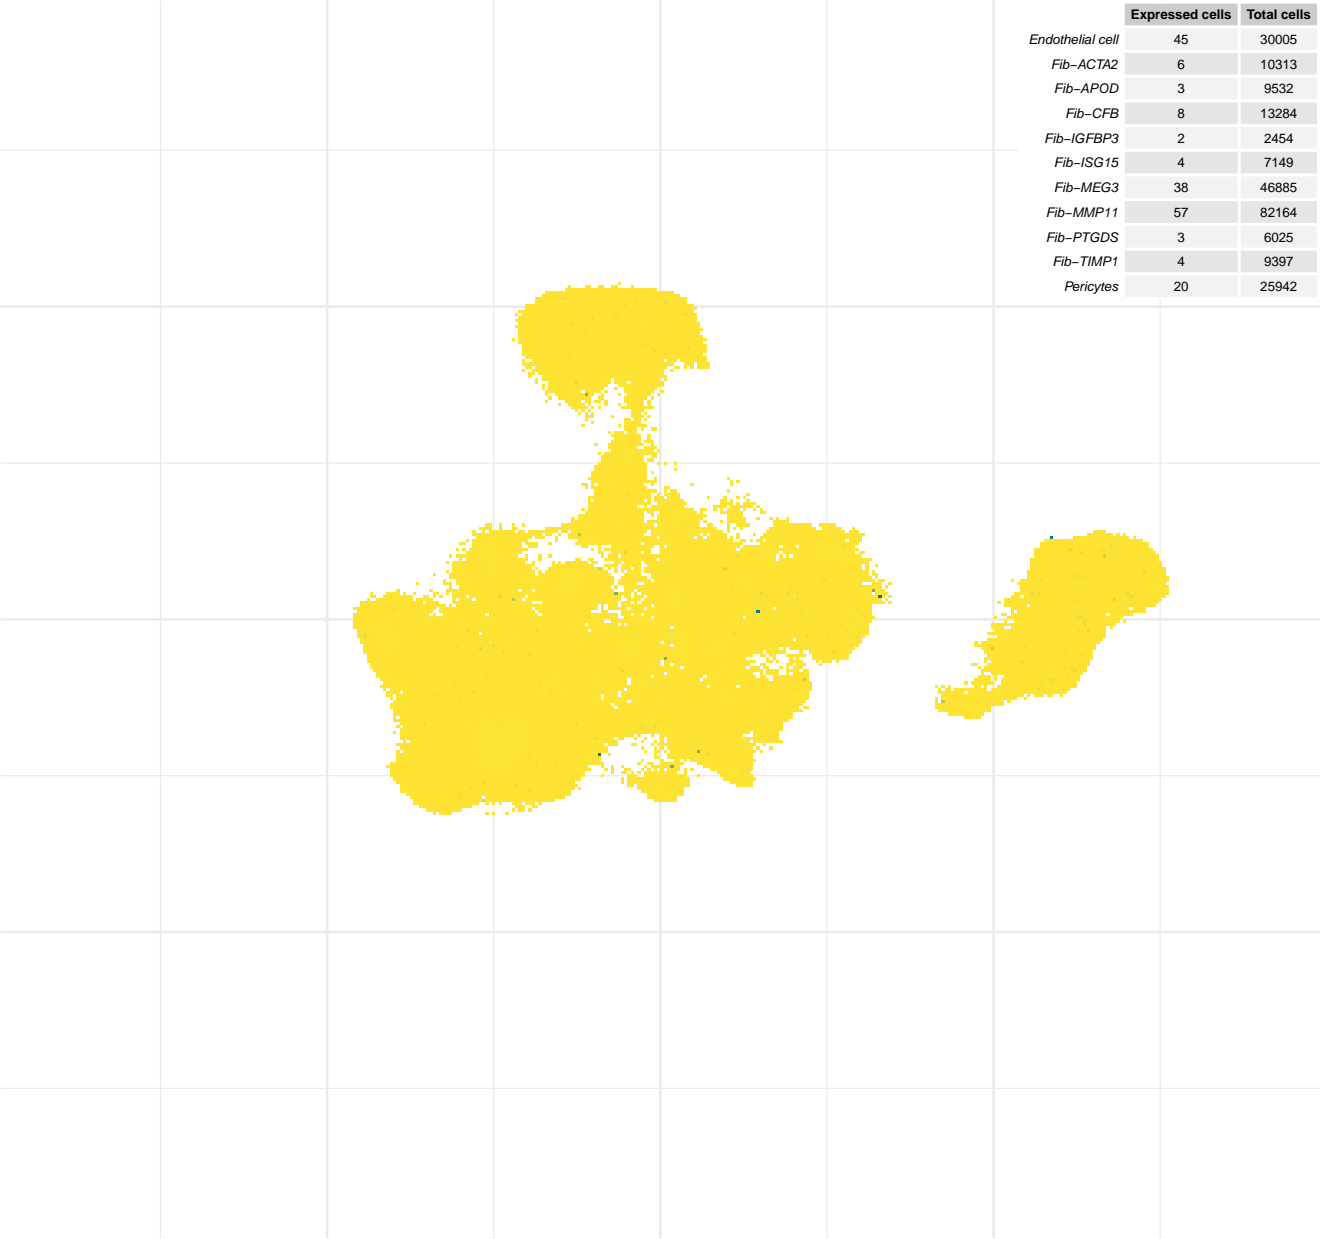 Expressed cells Total cells
Endothelial cell 45 30005
Fib−ACTA2 6 10313
Fib−APOD 3 9532
Fib−CFB 8 13284
Fib−IGFBP3 2 2454
Fib−ISG15 4 7149
Fib−MEG3 38 46885
Fib−MMP11 57 82164
Fib−PTGDS 3 6025
Fib−TIMP1 4 9397
Pericytes 20 25942